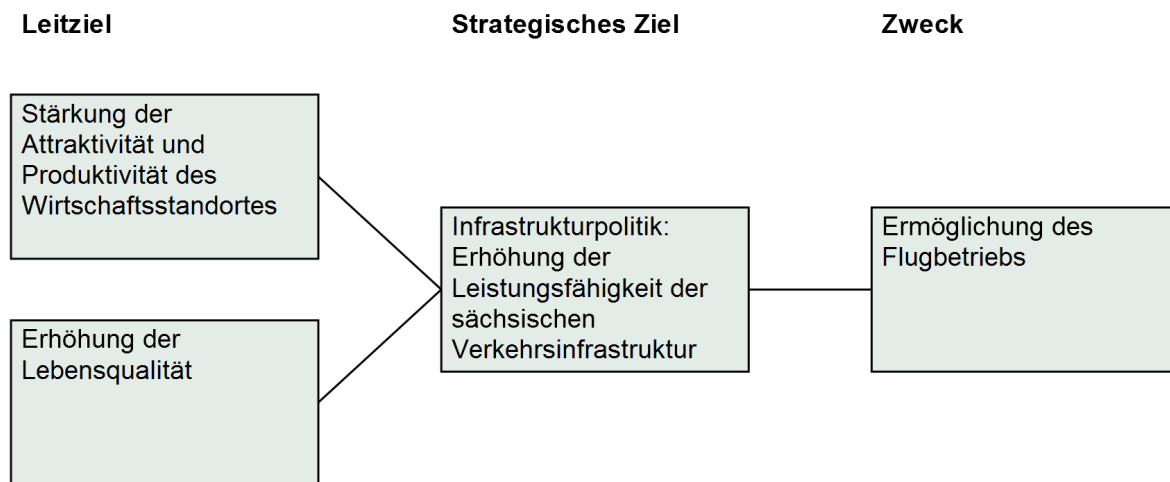 Leitziel
Strategisches Ziel
Zweck
Stärkung der
Attraktivität und
Produktivität des
Wirtschaftsstandortes
Erhöhung der
Lebensqualität
Infrastrukturpolitik:
Erhöhung der
Leistungsfähigkeit der
sächsischen
Verkehrsinfrastruktur
Ermöglichung des
Flugbetriebs